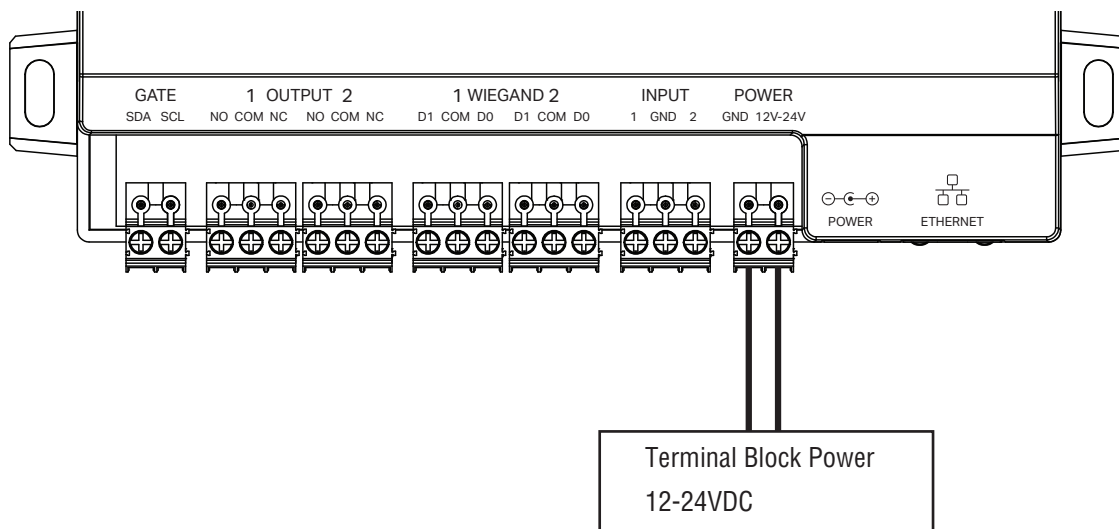 GATE 1 OUTPUT 2 1 WIEGAND 2 INPUT POWER
SDA SCL NO COM NC NO COM NC D1 COM D0 D1 COM D0 1 GND 2 GND 12V-24V
POWER ETHERNET
Terminal Block Power
12-24VDC